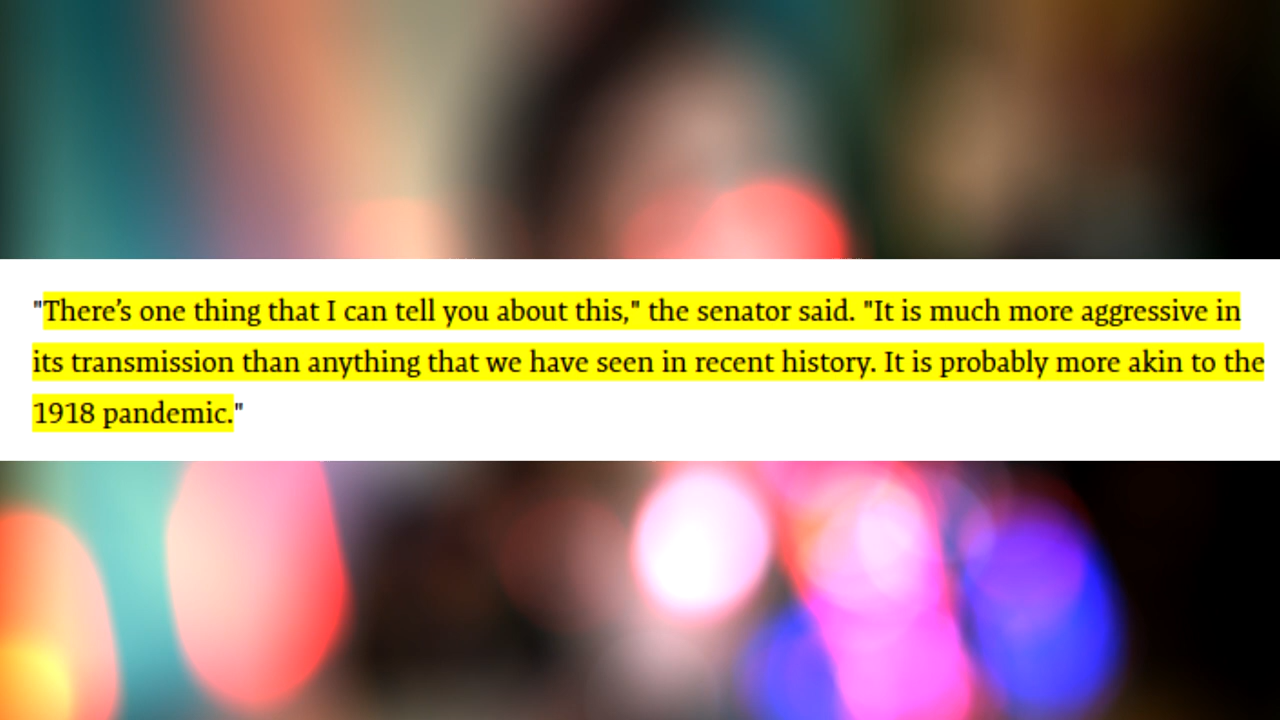 "There’s one thing that I can tell you about this," the senator said. "It is much more aggressive in
its transmission than anything that we have seen in recent history. It is probably more akin to the
1918 pandemic."